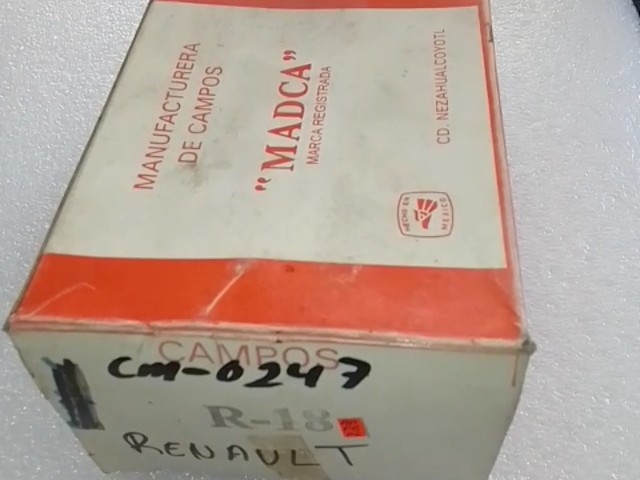 MANUFACTURERA
DE CAMPOS
"MADCA"
MARCA REGISTRADA
CD. NEZAHUALCOYOTL
HECHO EN
MEXICO
CAMPOS
CM-0247
R-18
RENAULT